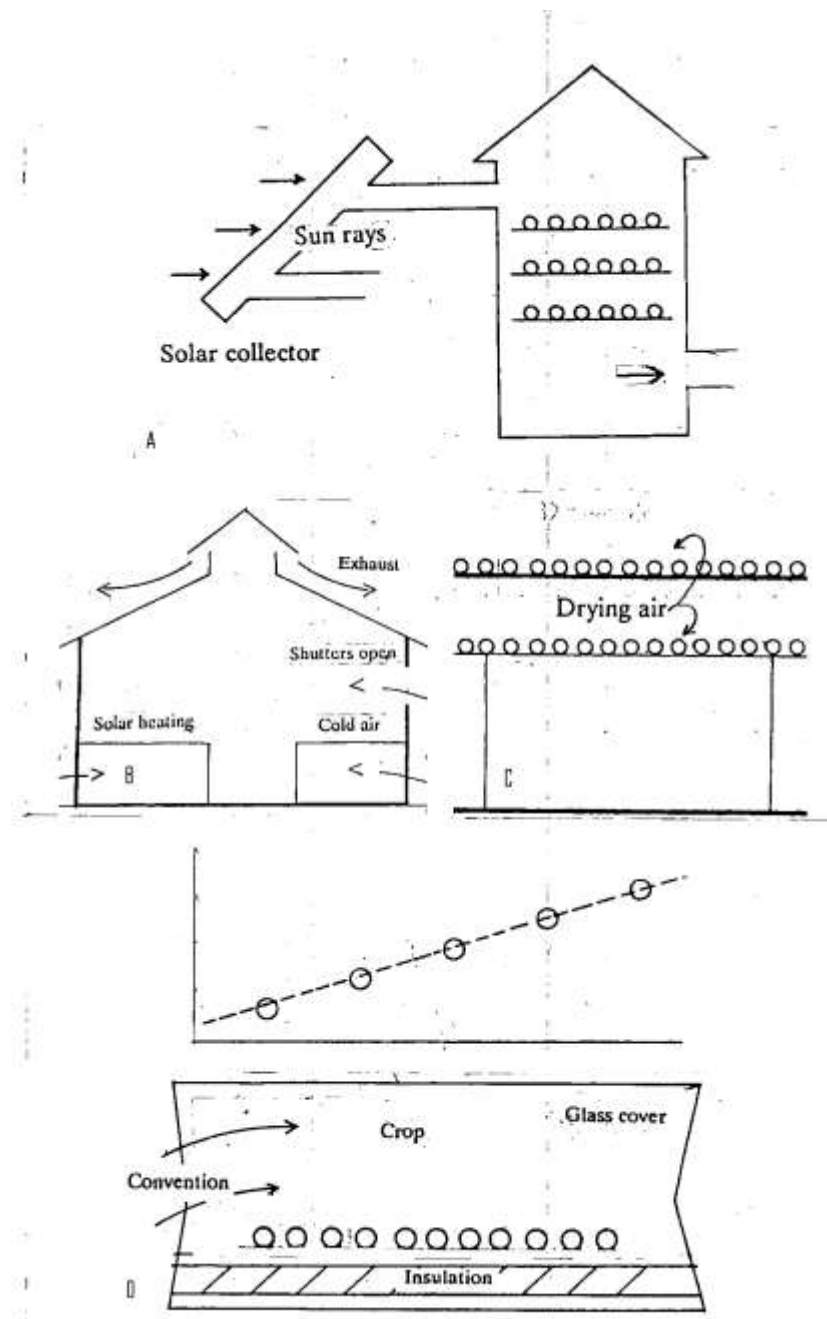 Sun rays
Solar collector
A
Exhaust
Drying air
Shutters open
Solar heating
Cold air
B
C
Glass cover
Crop
Convention
Insulation
D